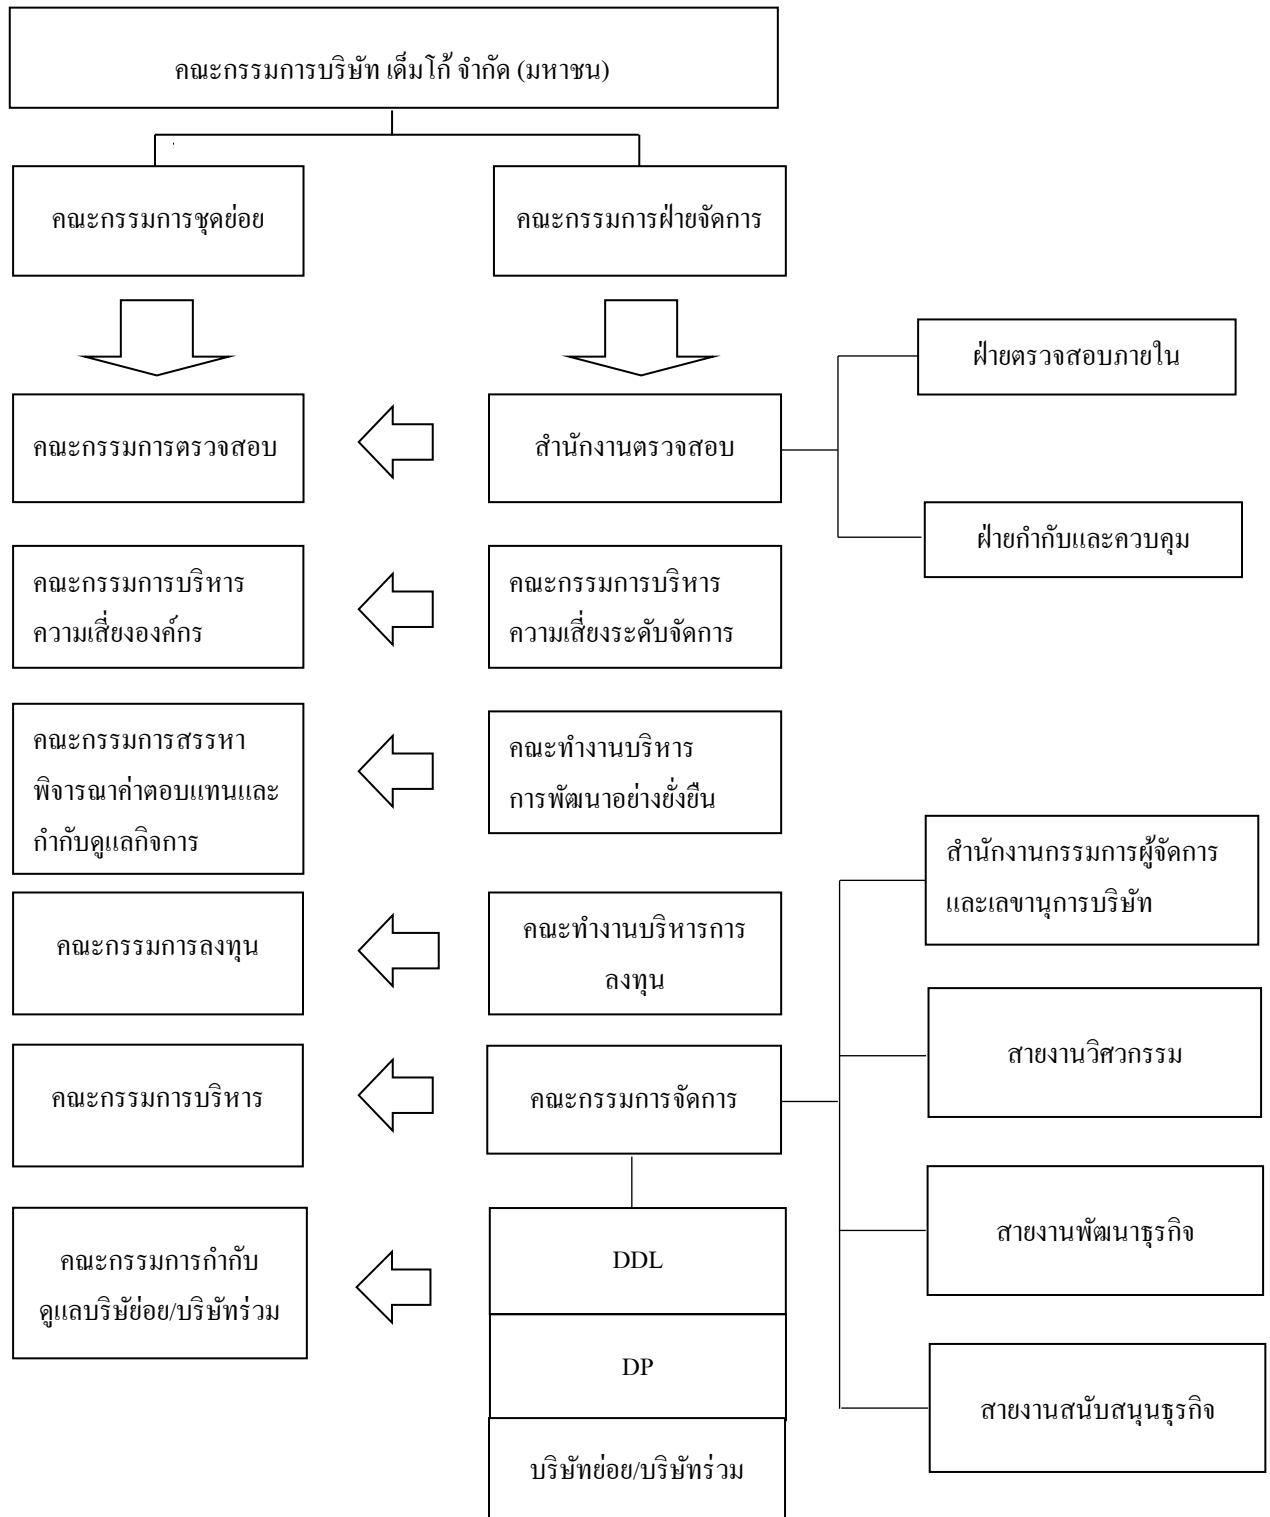 คณะกรรมการบริษัท เด็มโก้ จำกัด (มหาชน)
คณะกรรมการชุดย่อย
คณะกรรมการฝ่ายจัดการ
ฝ่ายตรวจสอบภายใน
คณะกรรมการตรวจสอบ
สำนักงานตรวจสอบ
ฝ่ายกำกับและควบคุม
คณะกรรมการบริหาร
ความเสี่ยงองค์กร
คณะกรรมการบริหาร
ความเสี่ยงระดับจัดการ
คณะกรรมการสรรหา
พิจารณาค่าตอบแทนและ
กำกับดูแลกิจการ
คณะทำงานบริหาร
การพัฒนาอย่างยั่งยืน
สำนักงานกรรมการผู้จัดการ
และเลขานุการบริษัท
คณะกรรมการลงทุน
คณะทำงานบริหารการ
ลงทุน
สายงานวิศวกรรม
คณะกรรมการบริหาร
คณะกรรมการจัดการ
สายงานพัฒนาธุรกิจ
คณะกรรมการกำกับ
ดูแลบริษัย่อย/บริษัทร่วม
DDL
DP
สายงานสนับสนุนธุรกิจ
บริษัทย่อย/บริษัทร่วม